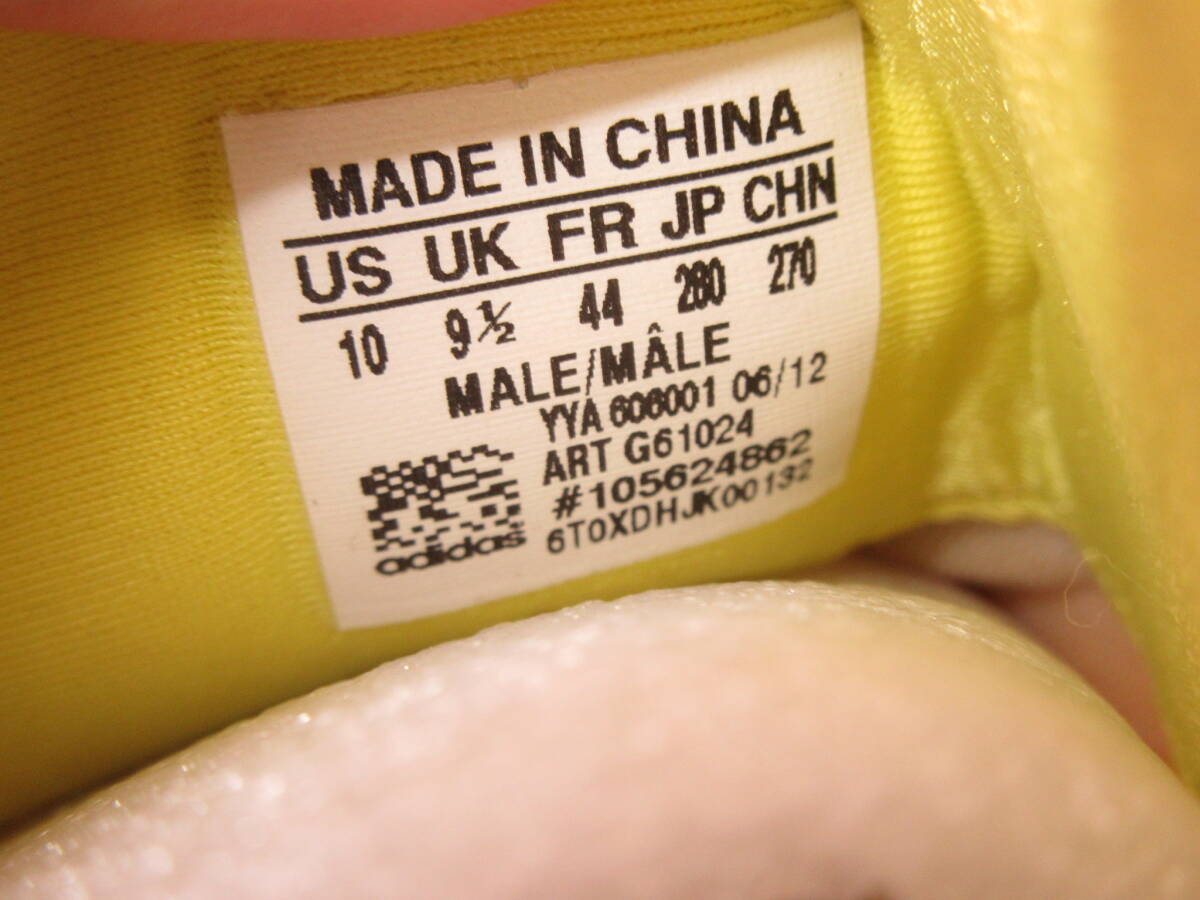 MADE IN CHINA
US UK FR JP CHN
10 9½ 44 280 270
MALE/MÂLE
YYA 606001 06/12
ART G61024
#105624862
6T0XDHJK00132
adidas